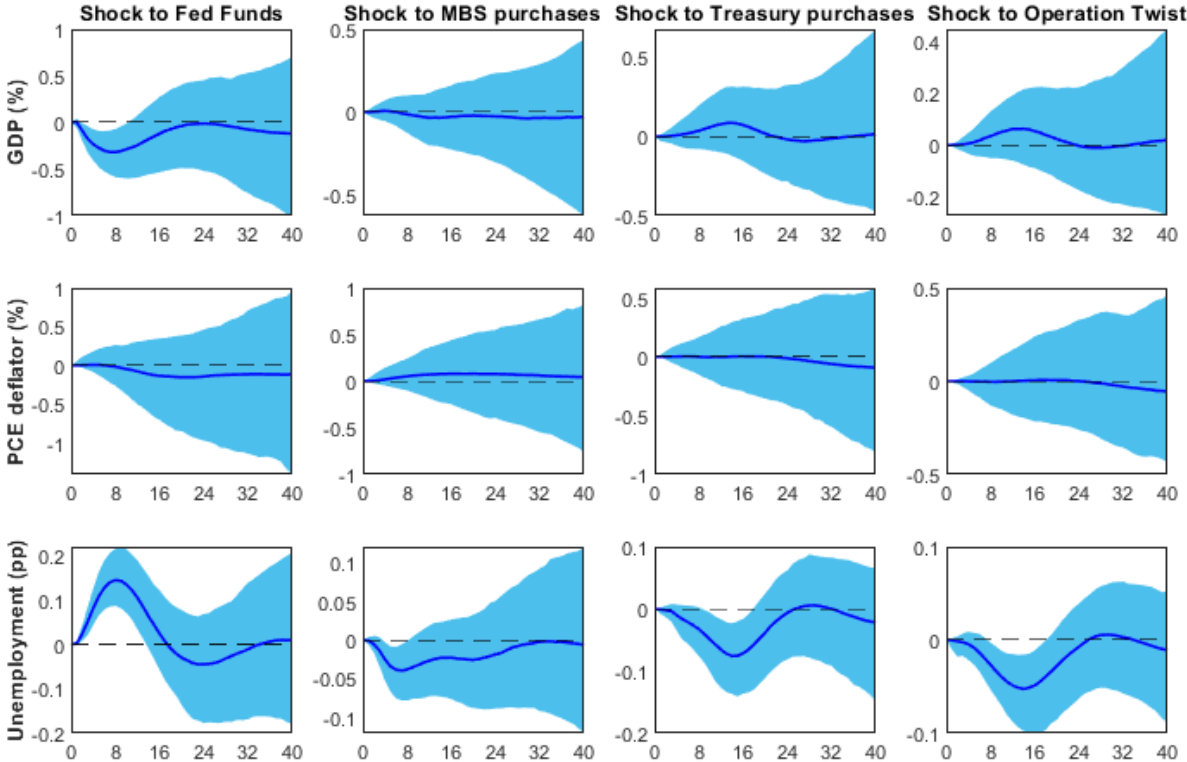 Shock to Fed Funds Shock to MBS purchases Shock to Treasury purchases Shock to Operation Twist
GDP (%)
1 0.5 0 -0.5 -1
0 8 16 24 32 40
0.5 0 -0.5
0 8 16 24 32 40
0.5 0 -0.5
0 8 16 24 32 40
0.4 0.2 0 -0.2
0 8 16 24 32 40
PCE deflator (%)
1 0.5 0 -0.5 -1
0 8 16 24 32 40
1 0.5 0 -0.5 -1
0 8 16 24 32 40
0.5 0 -0.5 -1
0 8 16 24 32 40
0.5 0 -0.5
0 8 16 24 32 40
Unemployment (pp)
0.2 0.1 0 -0.1 -0.2
0 8 16 24 32 40
0.1 0.05 0 -0.05 -0.1
0 8 16 24 32 40
0.1 0 -0.1 -0.2
0 8 16 24 32 40
0.1 0 -0.1
0 8 16 24 32 40